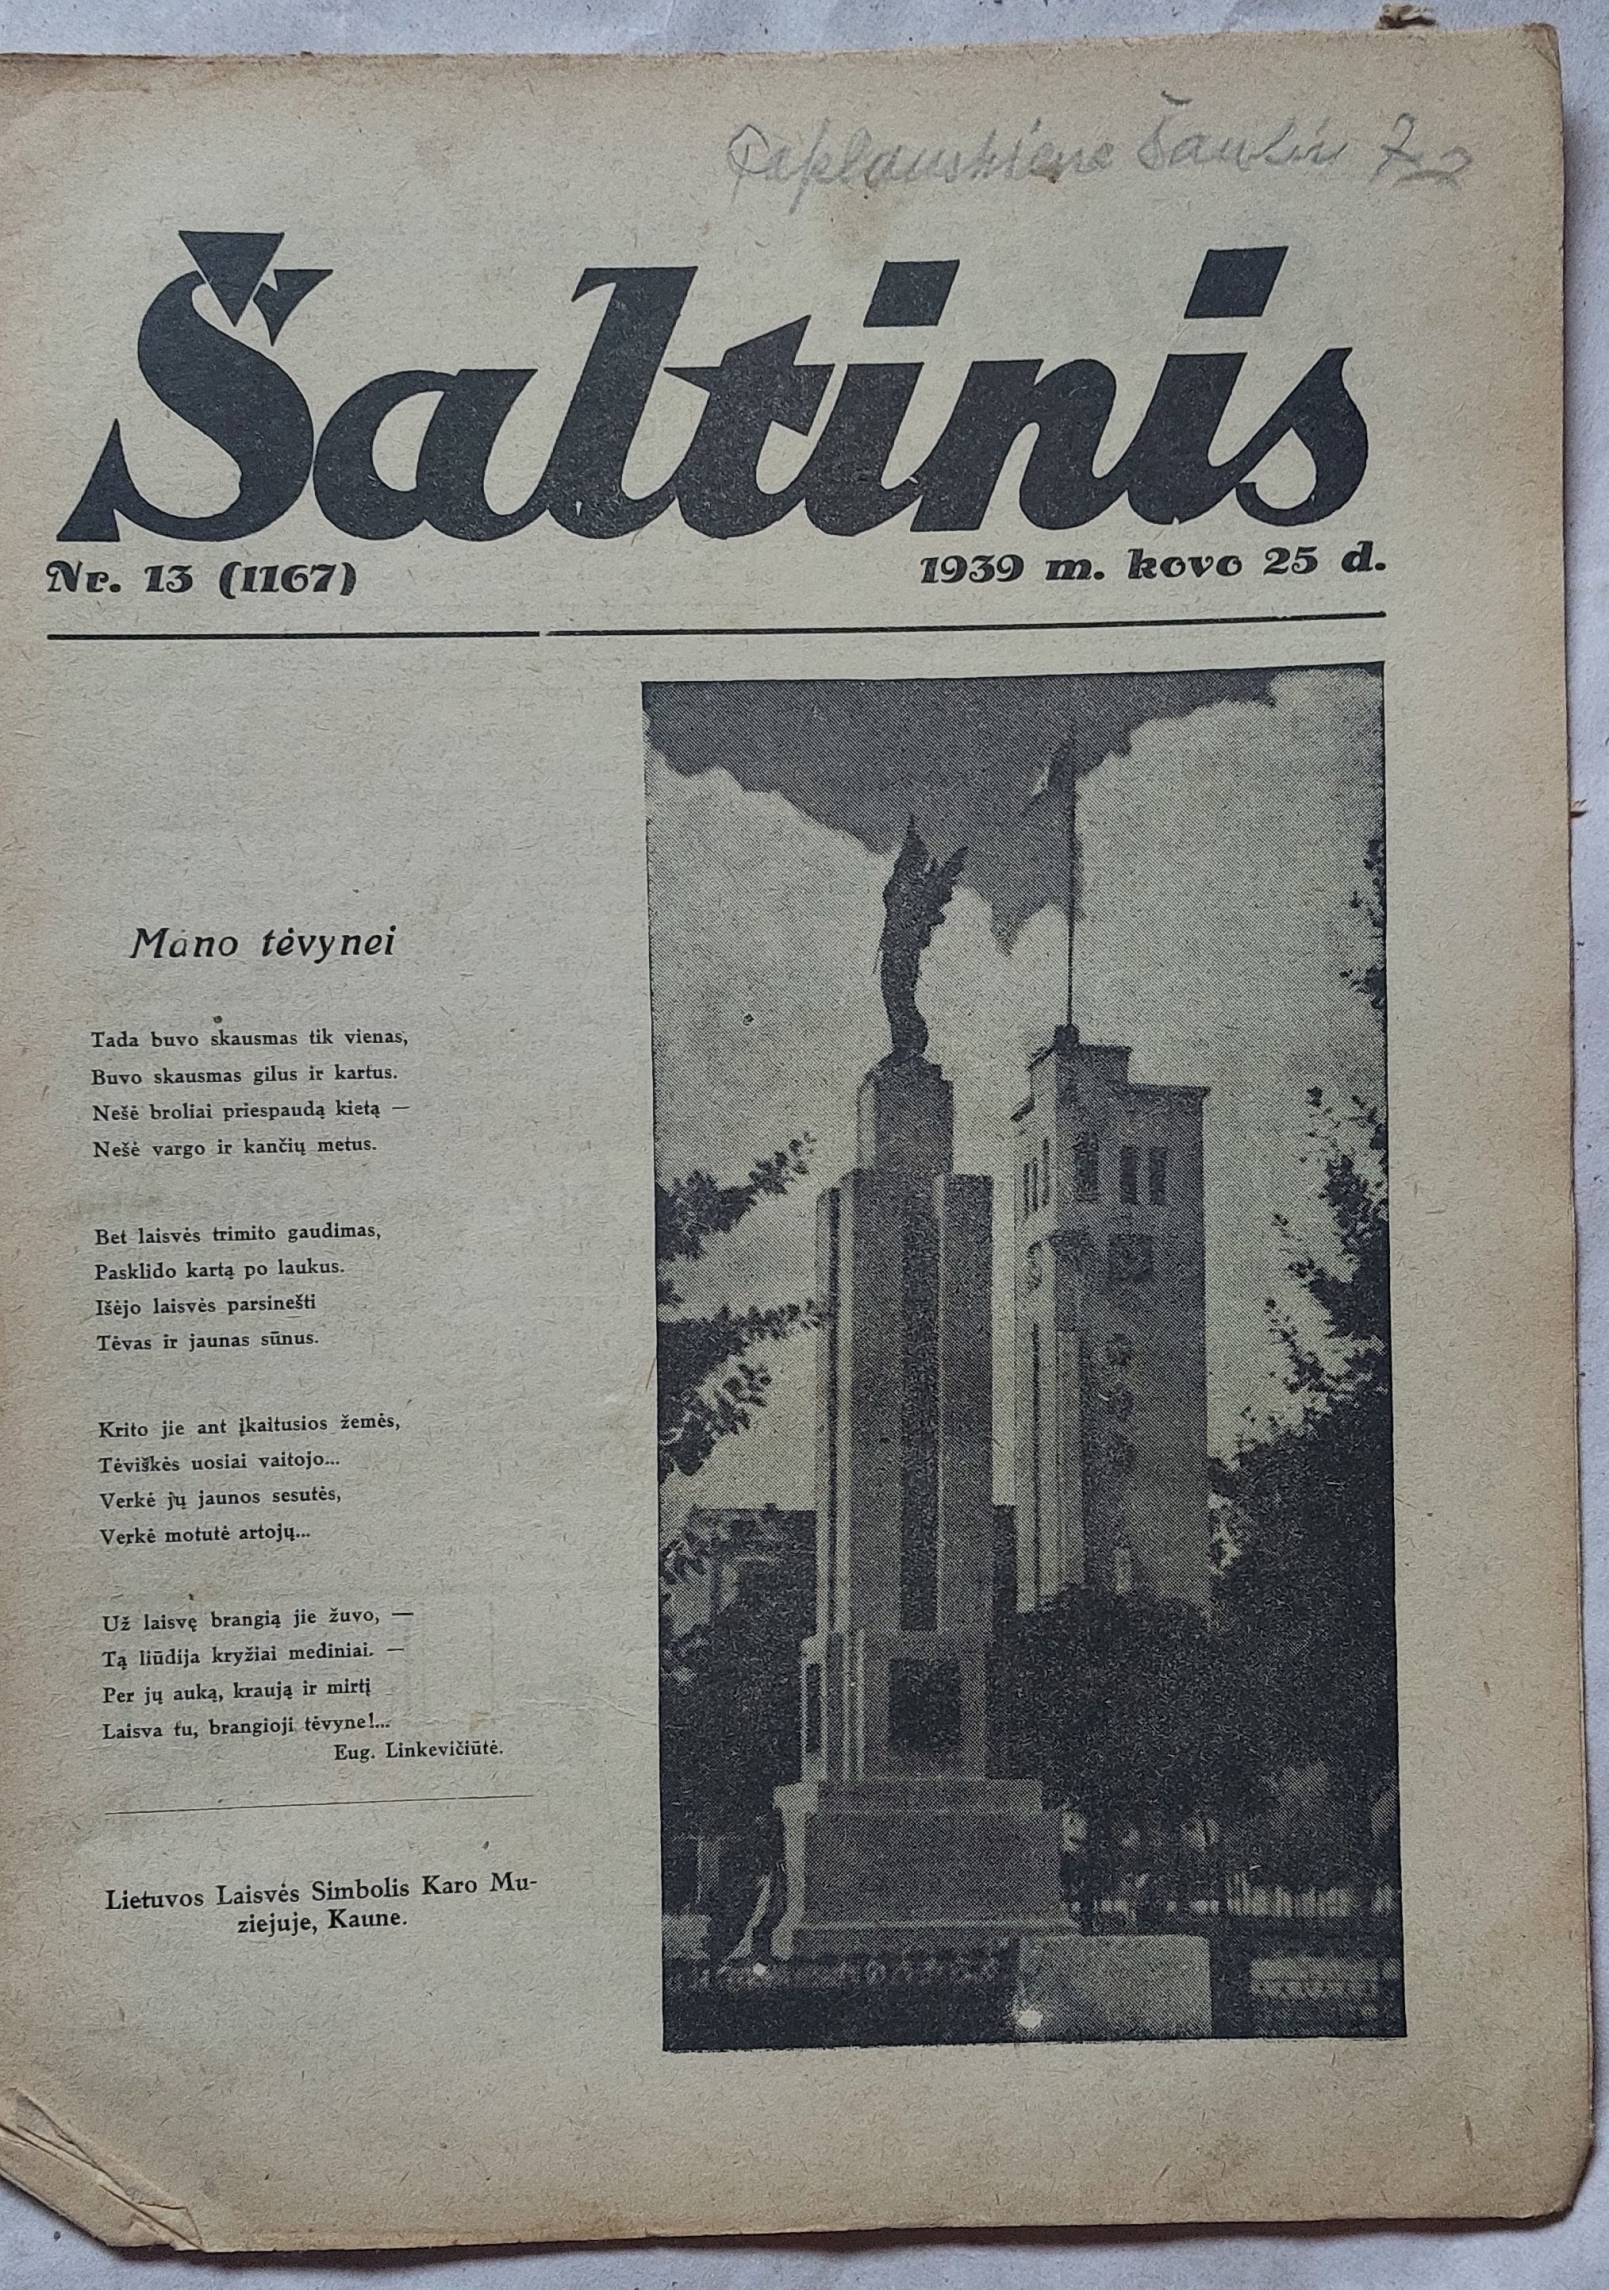 Šaltinis
Nr. 13 (1167)
1939 m. kovo 25 d.
Mano tėvynei
Tada buvo skausmas tik vienas,
Buvo skausmas gilus ir kartus.
Nešė broliai priespaudą kietą —
Nešė vargo ir kančių metus.
Bet laisvės trimito gaudimas,
Pasklido kartą po laukus.
Išėjo laisvės parsinešti
Tėvas ir jaunas sūnus.
Krito jie ant įkaitusios žemės,
Tėviškės uosiai vaitojo...
Verkė jų jaunos sesutės,
Verkė motutė artojų...
Už laisvę brangią jie žuvo, —
Tą liūdija kryžiai mediniai. —
Per jų auką, kraują ir mirtį
Laisva tu, brangioji tėvyne!...
Eug. Linkevičiūtė.
Lietuvos Laisvės Simbolis Karo Mu-
ziejuje, Kaune.